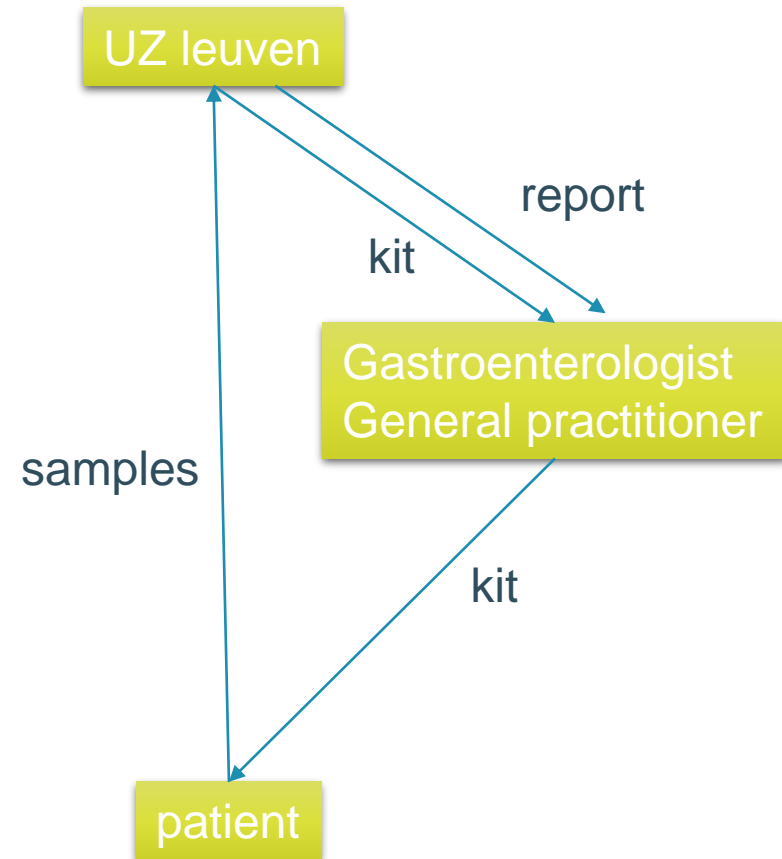 UZ leuven
report
kit
Gastroenterologist
General practitioner
samples
kit
patient